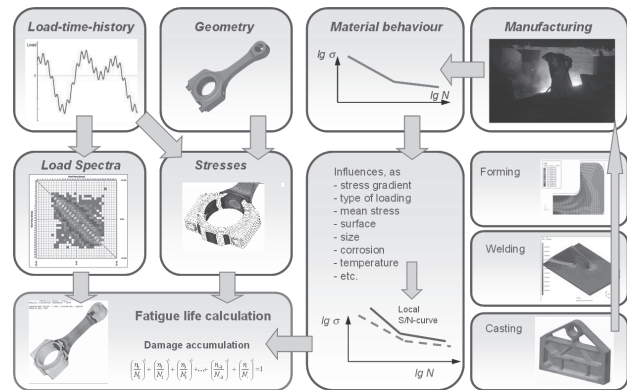 Load-time-history
Load
Geometry
Material behaviour
lg σ
lg N
Manufacturing
Load Spectra
Stresses
Influences, as
- stress gradient
- type of loading
- mean stress
- surface
- size
- corrosion
- temperature
- etc.
Local
S/N-curve
lg σ
lg N
Forming
Welding
Casting
Fatigue life calculation
Damage accumulation